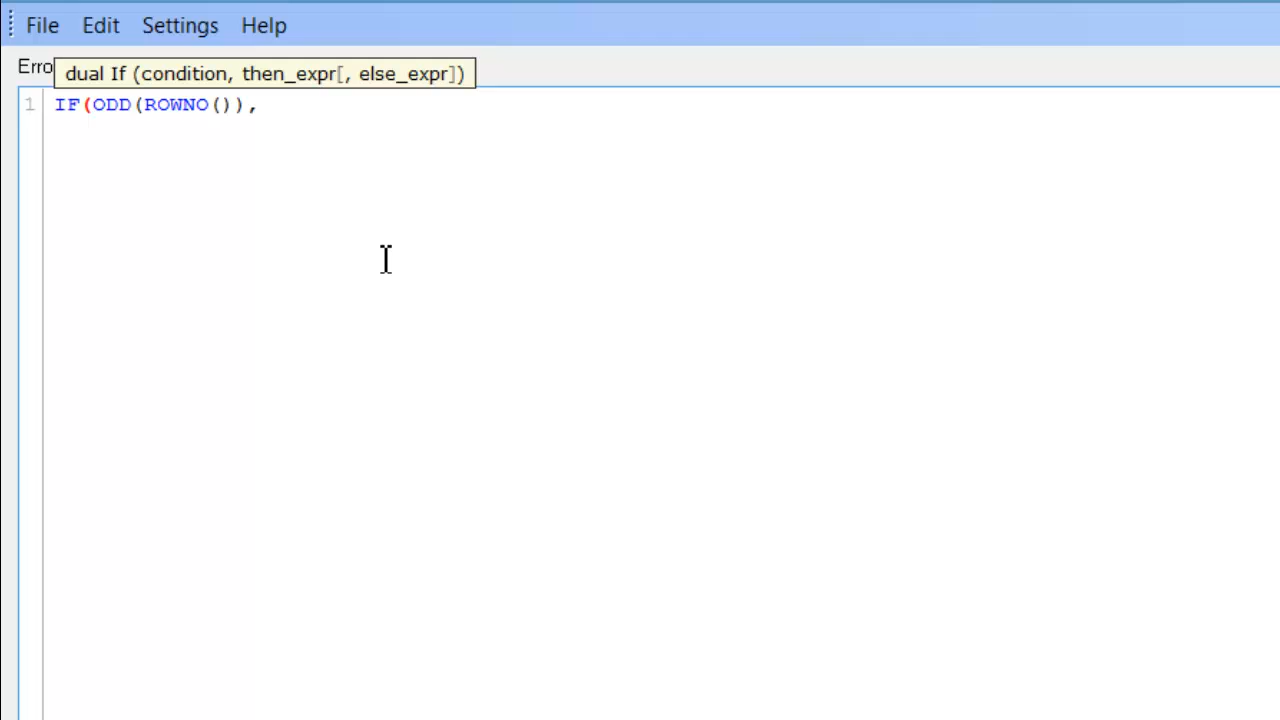 File Edit Settings Help
Erro
dual If (condition, then_expr[, else_expr])
1 IF(ODD(ROWNO()),